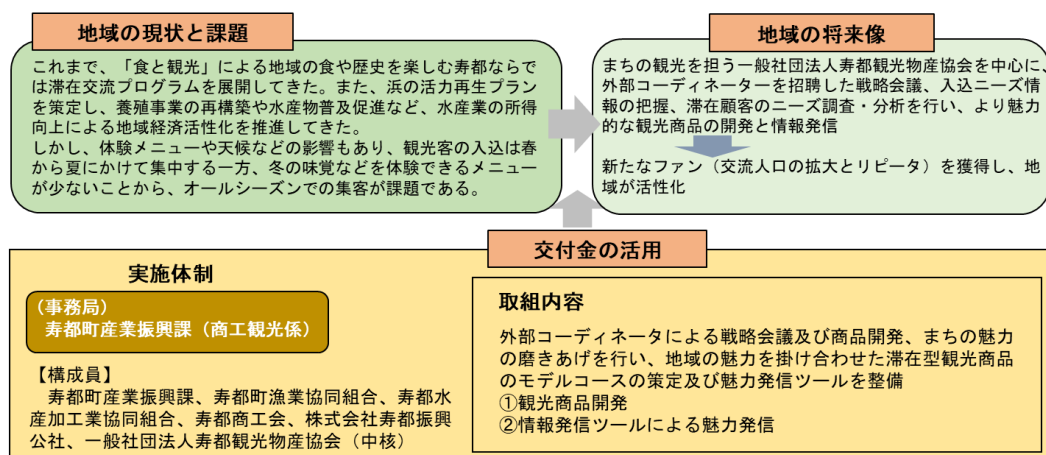 地域の現状と課題
これまで、「食と観光」による地域の食や歴史を楽しむ寿都ならで
は滞在交流プログラムを展開してきた。また、浜の活力再生プラン
を策定し、養殖事業の再構築や水産物普及促進など、水産業の所得
向上による地域経済活性化を推進してきた。
しかし、体験メニューや天候などの影響もあり、観光客の入込は春
から夏にかけて集中する一方、冬の味覚などを体験できるメニュー
が少ないことから、オールシーズンでの集客が課題である。
地域の将来像
まちの観光を担う一般社団法人寿都観光物産協会を中心に、
外部コーディネーターを招聘した戦略会議、入込ニーズ情
報の把握、滞在顧客のニーズ調査・分析を行い、より魅力
的な観光商品の開発と情報発信
新たなファン（交流人口の拡大とリピータ）を獲得し、地
域が活性化
交付金の活用
実施体制
（事務局）
寿都町産業振興課（商工観光係）
【構成員】
寿都町産業振興課、寿都町漁業協同組合、寿都水
産加工業協同組合、寿都商工会、株式会社寿都振興
公社、一般社団法人寿都観光物産協会（中核）
取組内容
外部コーディネータによる戦略会議及び商品開発、まちの魅力
の磨きあげを行い、地域の魅力を掛け合わせた滞在型観光商品
のモデルコースの策定及び魅力発信ツールを整備
①観光商品開発
②情報発信ツールによる魅力発信